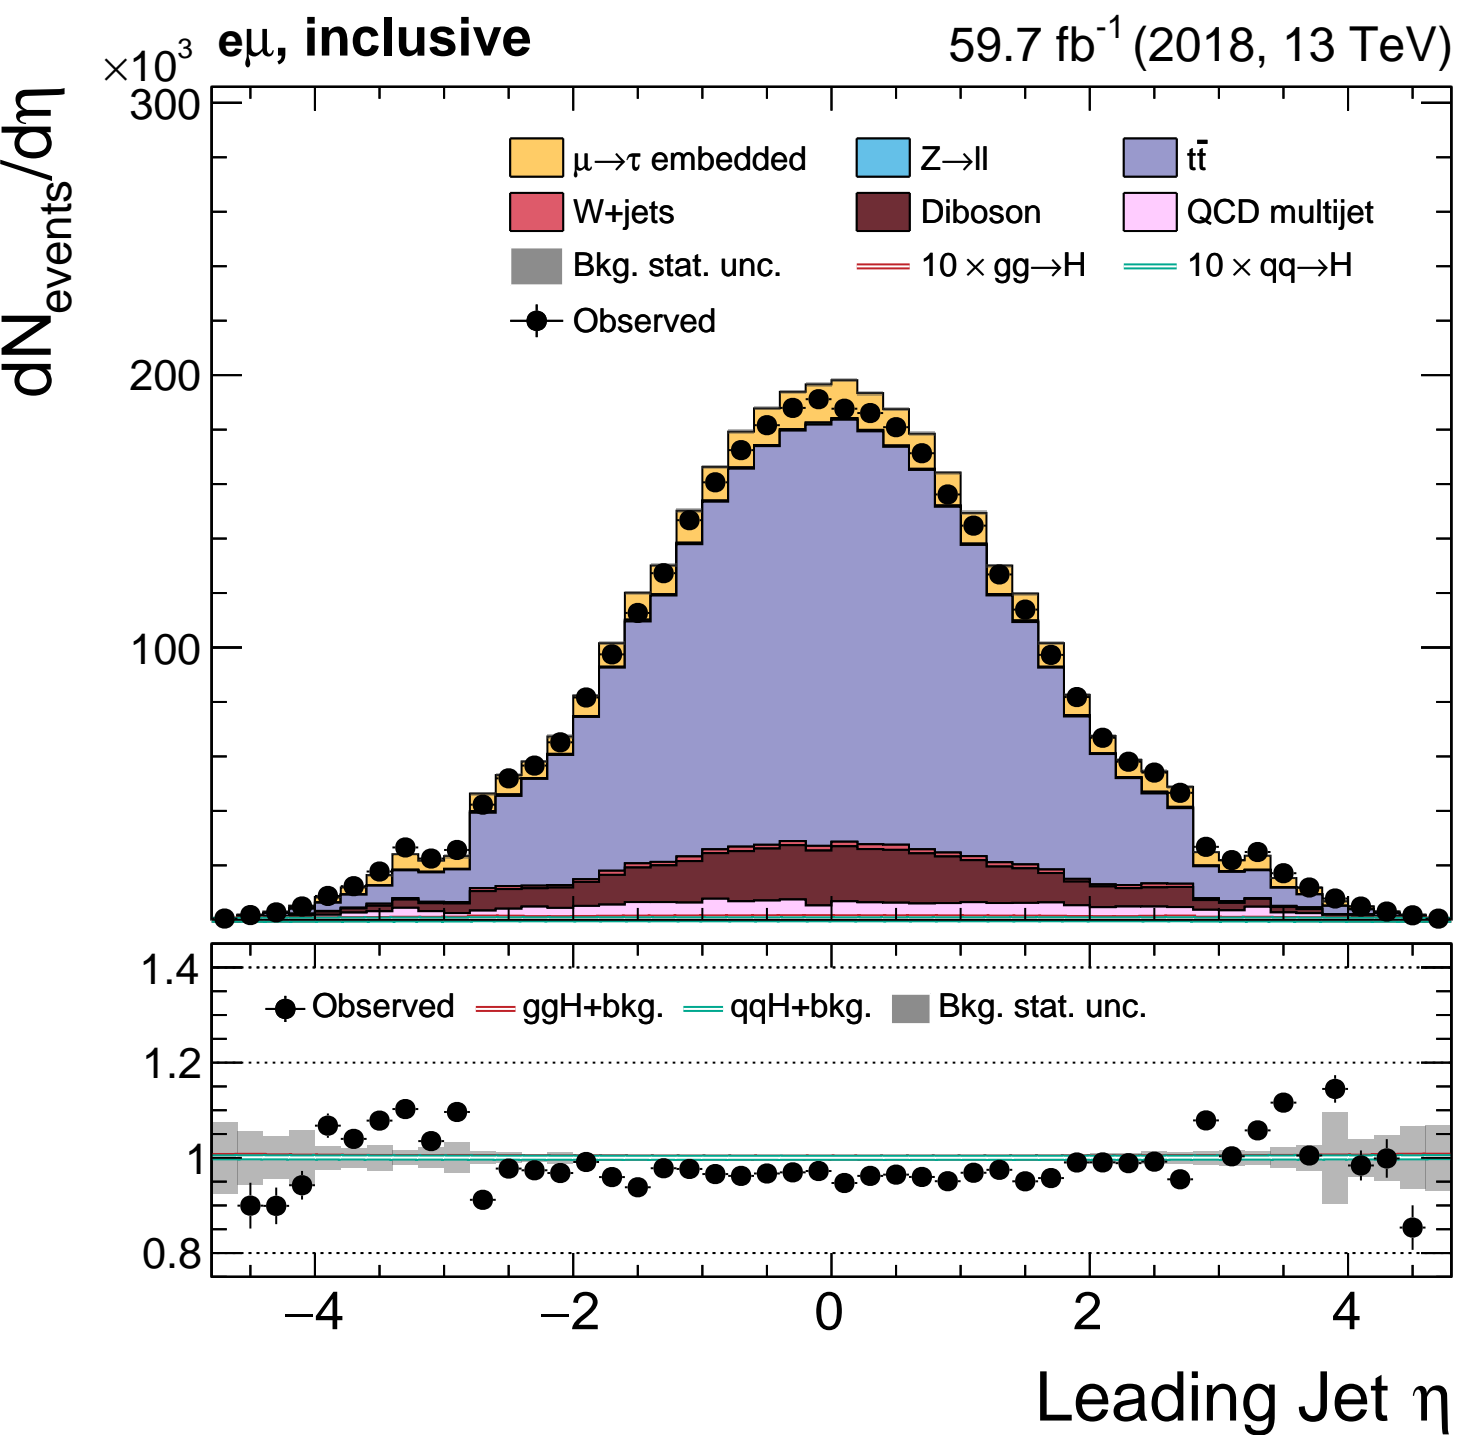 eμ, inclusive 59.7 fb⁻¹ (2018, 13 TeV)
×10³
dN_events/dη
300
200
100
μ→τ embedded Z→ll tt̄
W+jets Diboson QCD multijet
Bkg. stat. unc. 10 × gg→H 10 × qq→H
Observed
1.4
1.2
1
0.8
Observed ggH+bkg. qqH+bkg. Bkg. stat. unc.
−4 −2 0 2 4
Leading Jet η